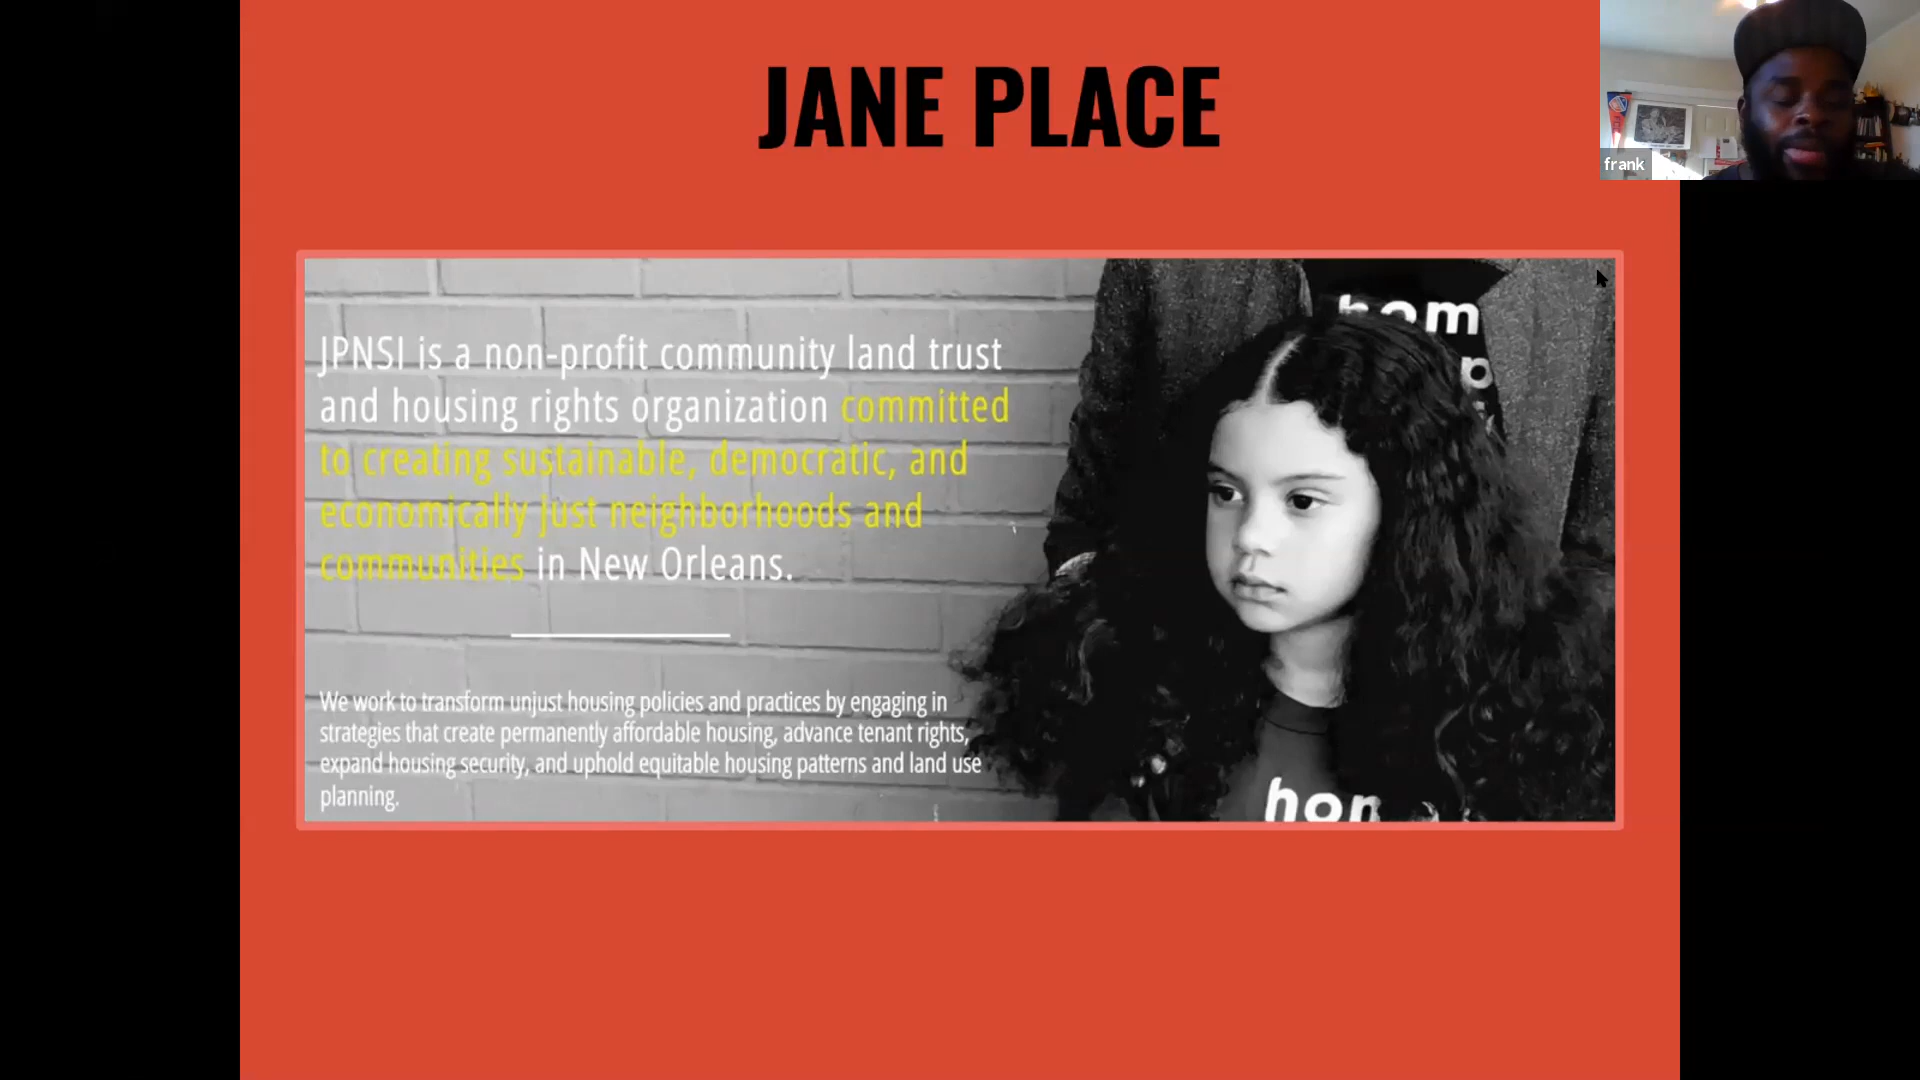 JANE PLACE
frank
JPNSI is a non-profit community land trust
and housing rights organization committed
to creating sustainable, democratic, and
economically just neighborhoods and
communities in New Orleans.
We work to transform unjust housing policies and practices by engaging in
strategies that create permanently affordable housing, advance tenant rights,
expand housing security, and uphold equitable housing patterns and land use
planning.
hom